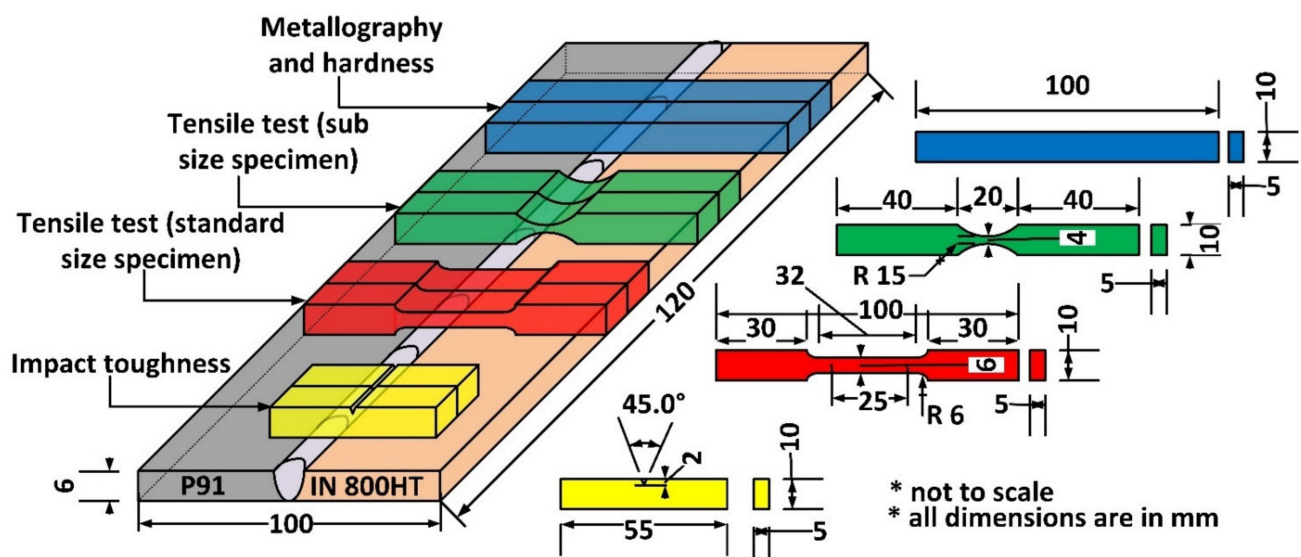 Metallography
and hardness
Tensile test (sub
size specimen)
Tensile test (standard
size specimen)
Impact toughness
6
P91
IN 800HT
100
120
100
10
5
40
20
40
4
10
R 15
5
32
100
30
30
10
6
25
R 6
5
45.0°
2
10
55
5
* not to scale
* all dimensions are in mm